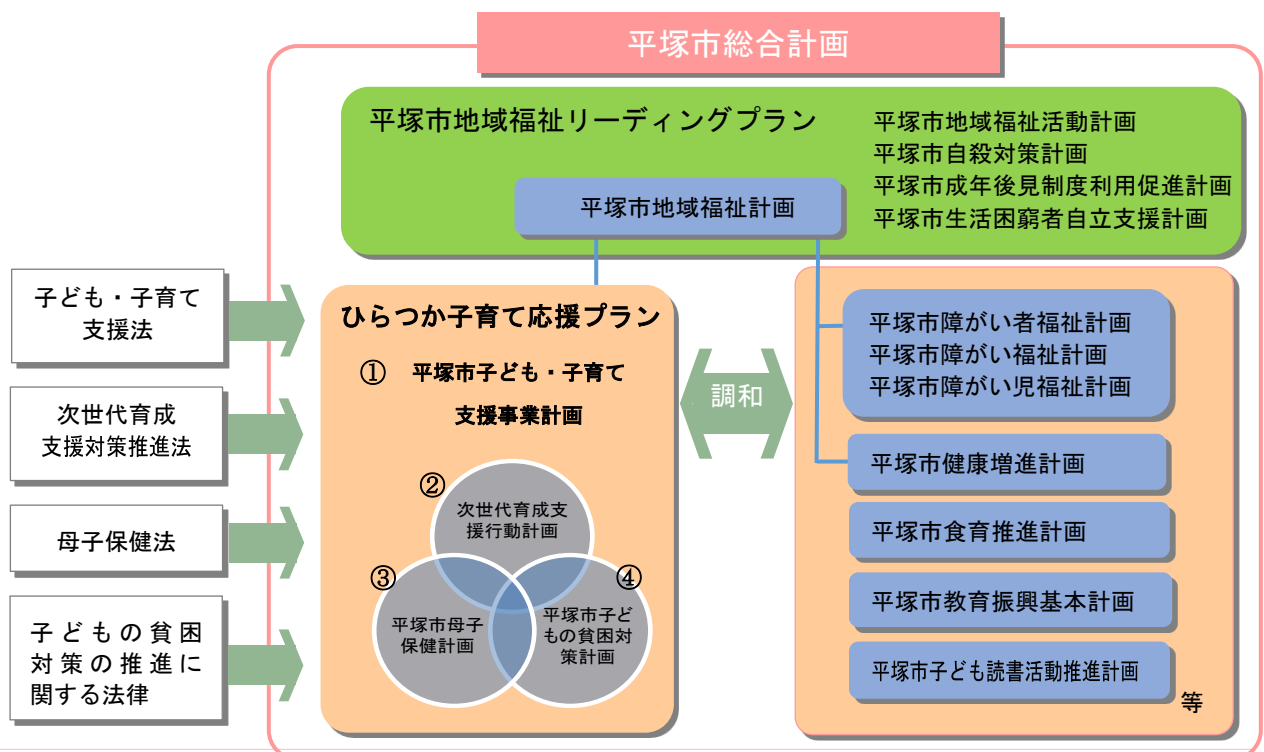 平塚市総合計画
平塚市地域福祉リーディングプラン
平塚市地域福祉活動計画
平塚市自殺対策計画
平塚市成年後見制度利用促進計画
平塚市生活困窮者自立支援計画
平塚市地域福祉計画
子ども・子育て
支援法
次世代育成
支援対策推進法
母子保健法
子どもの貧困
対策の推進に
関する法律
ひらつか子育て応援プラン
① 平塚市子ども・子育て
支援事業計画
②
次世代育成支
援行動計画
③
平塚市母子
保健計画
④
平塚市子ど
もの貧困対
策計画
調和
平塚市障がい者福祉計画
平塚市障がい福祉計画
平塚市障がい児福祉計画
平塚市健康増進計画
平塚市食育推進計画
平塚市教育振興基本計画
平塚市子ども読書活動推進計画
等